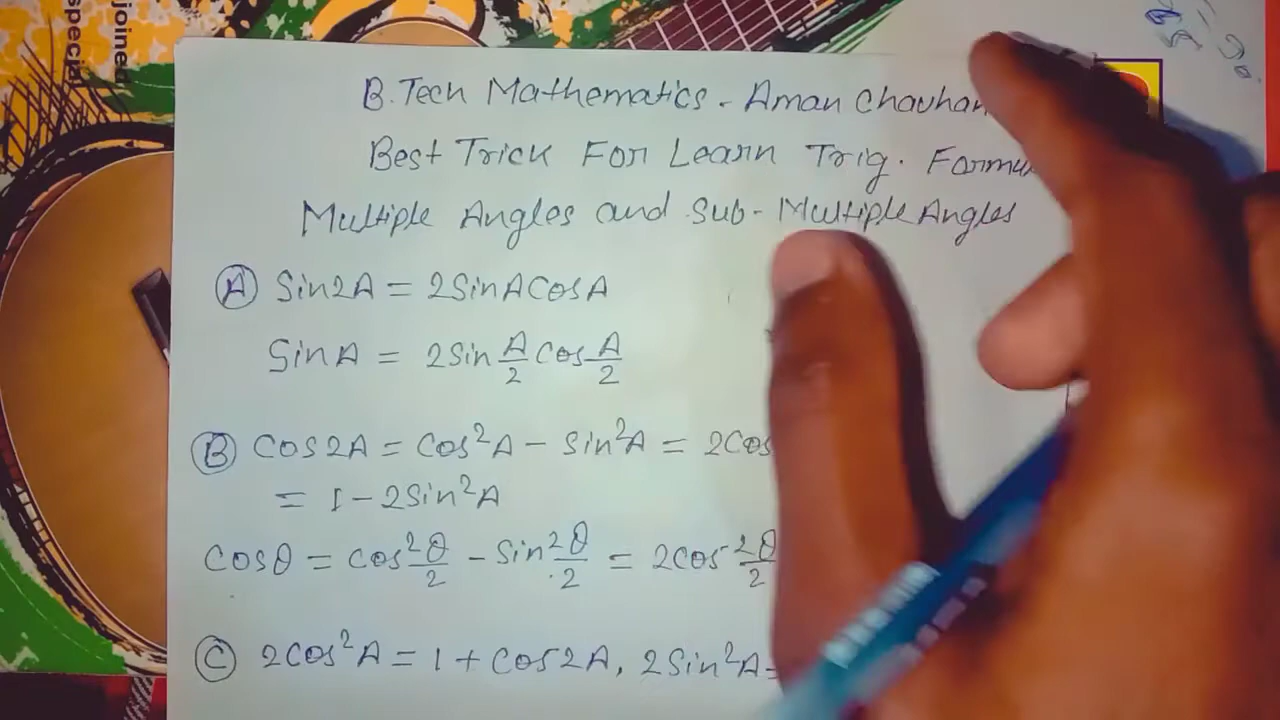 joined
special
B.Tech Mathematics - Aman Chauhan
Best Trick For Learn Trig.
Multiple Angles and Sub-Multiple Angles
Ⓐ Sin2A = 2SinACosA
SinA = 2Sin A/2 Cos A/2
Ⓑ Cos2A = Cos²A - Sin²A = 2Cos
= 1 - 2Sin²A
Cosθ = Cos² θ/2 - Sin² θ/2 = 2Cos² θ/2
Ⓒ 2Cos²A = 1 + Cos2A, 2Sin²A =